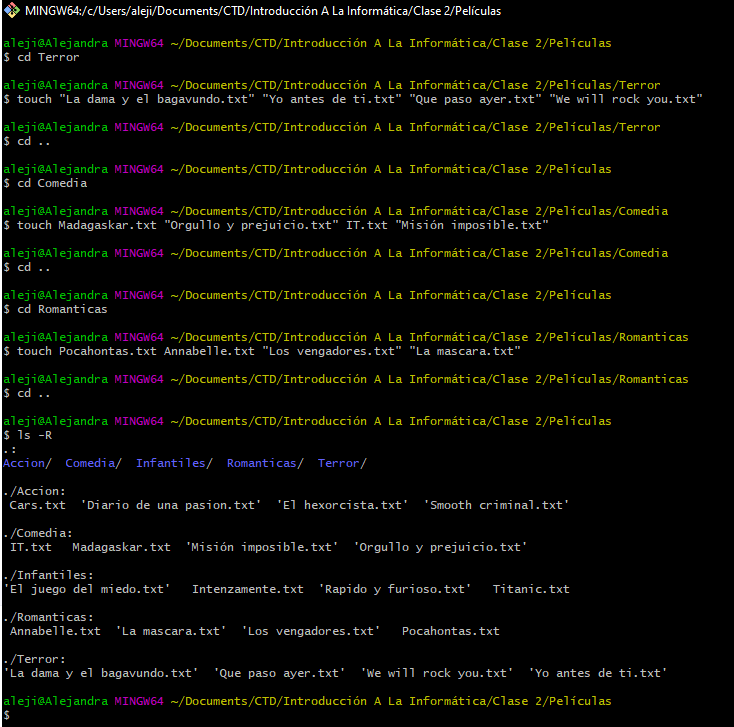 MINGW64:/c/Users/aleji/Documents/CTD/Introducción A La Informática/Clase 2/Películas
aleji@Alejandra MINGW64 ~/Documents/CTD/Introducción A La Informática/Clase 2/Películas
$ cd Terror
aleji@Alejandra MINGW64 ~/Documents/CTD/Introducción A La Informática/Clase 2/Películas/Terror
$ touch "La dama y el bagavundo.txt" "Yo antes de ti.txt" "Que paso ayer.txt" "We will rock you.txt"
aleji@Alejandra MINGW64 ~/Documents/CTD/Introducción A La Informática/Clase 2/Películas/Terror
$ cd ..
aleji@Alejandra MINGW64 ~/Documents/CTD/Introducción A La Informática/Clase 2/Películas
$ cd Comedia
aleji@Alejandra MINGW64 ~/Documents/CTD/Introducción A La Informática/Clase 2/Películas/Comedia
$ touch Madagaskar.txt "Orgullo y prejuicio.txt" IT.txt "Misión imposible.txt"
aleji@Alejandra MINGW64 ~/Documents/CTD/Introducción A La Informática/Clase 2/Películas/Comedia
$ cd ..
aleji@Alejandra MINGW64 ~/Documents/CTD/Introducción A La Informática/Clase 2/Películas
$ cd Romanticas
aleji@Alejandra MINGW64 ~/Documents/CTD/Introducción A La Informática/Clase 2/Películas/Romanticas
$ touch Pocahontas.txt Annabelle.txt "Los vengadores.txt" "La mascara.txt"
aleji@Alejandra MINGW64 ~/Documents/CTD/Introducción A La Informática/Clase 2/Películas/Romanticas
$ cd ..
aleji@Alejandra MINGW64 ~/Documents/CTD/Introducción A La Informática/Clase 2/Películas
$ ls -R
.:
Accion/  Comedia/  Infantiles/  Romanticas/  Terror/
./Accion:
 Cars.txt  'Diario de una pasion.txt'  'El hexorcista.txt'  'Smooth criminal.txt'
./Comedia:
 IT.txt   Madagaskar.txt  'Misión imposible.txt'  'Orgullo y prejuicio.txt'
./Infantiles:
'El juego del miedo.txt'   Intenzamente.txt  'Rapido y furioso.txt'   Titanic.txt
./Romanticas:
 Annabelle.txt  'La mascara.txt'  'Los vengadores.txt'   Pocahontas.txt
./Terror:
'La dama y el bagavundo.txt'  'Que paso ayer.txt'  'We will rock you.txt'  'Yo antes de ti.txt'
aleji@Alejandra MINGW64 ~/Documents/CTD/Introducción A La Informática/Clase 2/Películas
$